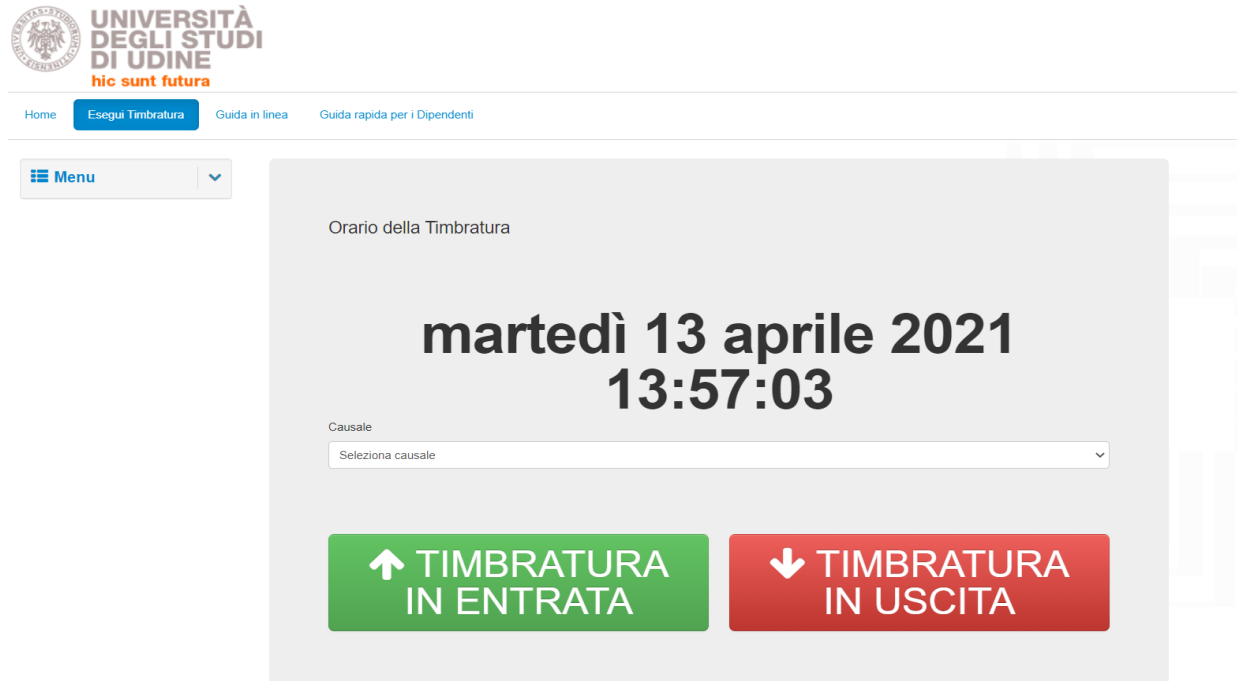 UNIVERSITÀ
DEGLI STUDI
DI UDINE
hic sunt futura
Home
Esegui Timbratura
Guida in linea
Guida rapida per i Dipendenti
Menu
Orario della Timbratura
martedì 13 aprile 2021
13:57:03
Causale
Seleziona causale
TIMBRATURA
IN ENTRATA
TIMBRATURA
IN USCITA